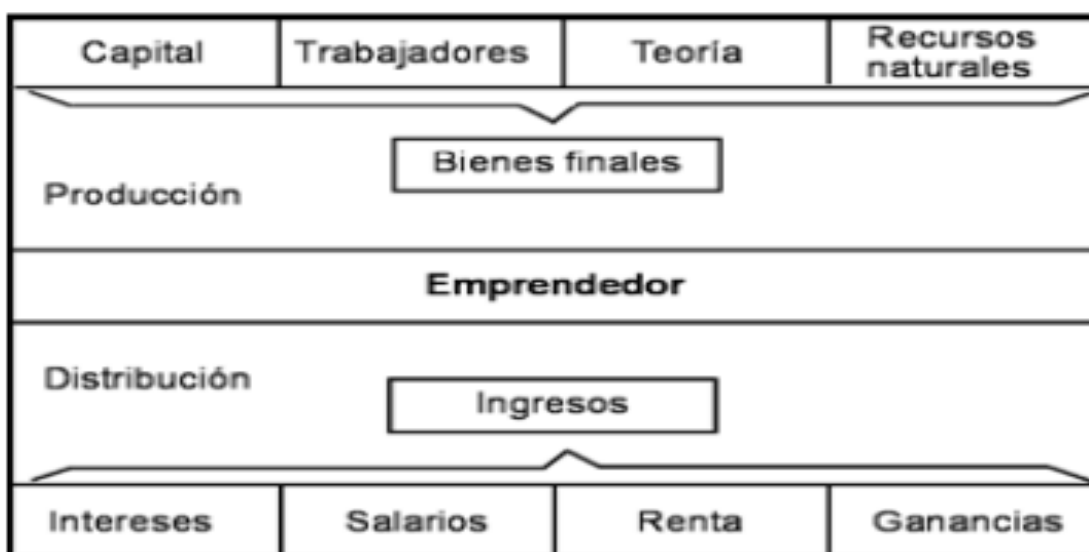 Capital
Trabajadores
Teoría
Recursos
naturales
Bienes finales
Producción
Emprendedor
Distribución
Ingresos
Intereses
Salarios
Renta
Ganancias